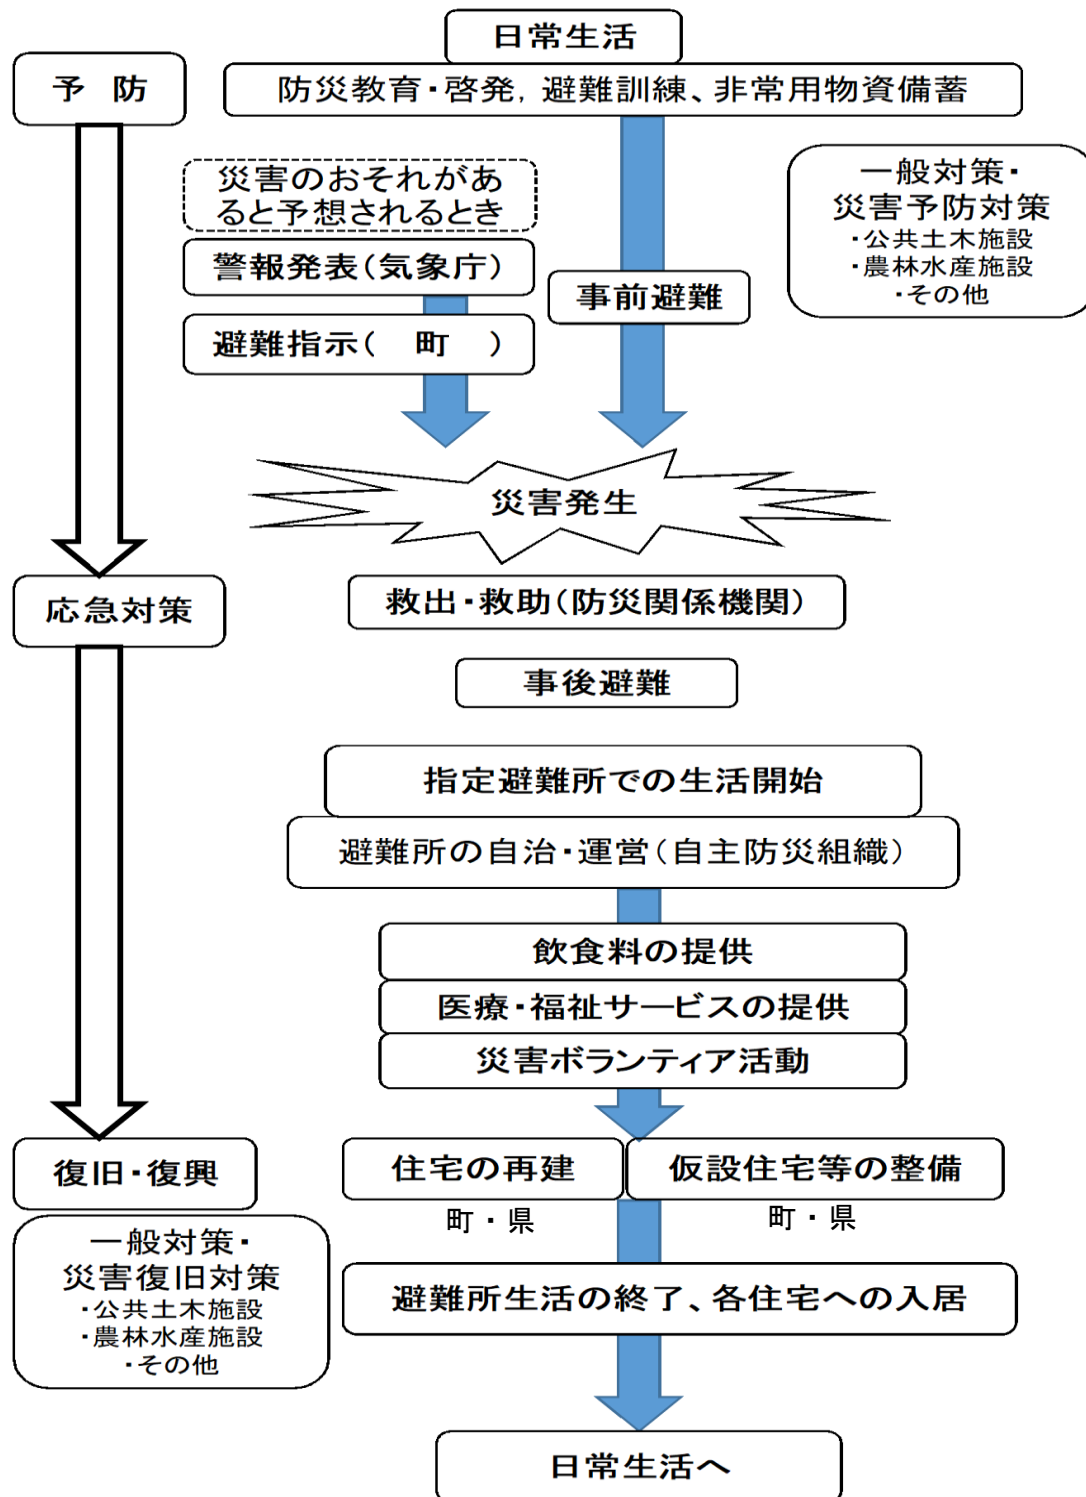 日常生活
予　防
防災教育・啓発，避難訓練、非常用物資備蓄
災害のおそれがあ
ると予想されるとき
一般対策・
災害予防対策
・公共土木施設
・農林水産施設
・その他
警報発表（気象庁）
事前避難
避難指示（　町　）
災害発生
応急対策
救出・救助（防災関係機関）
事後避難
指定避難所での生活開始
避難所の自治・運営（自主防災組織）
飲食料の提供
医療・福祉サービスの提供
災害ボランティア活動
復旧・復興
住宅の再建
仮設住宅等の整備
町・県
町・県
一般対策・
災害復旧対策
・公共土木施設
・農林水産施設
・その他
避難所生活の終了、各住宅への入居
日常生活へ